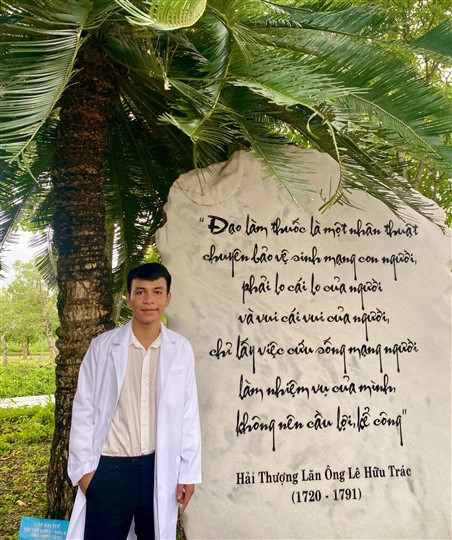 "Đạo làm thuốc là một nhân thuật
chuyên bảo vệ sinh mạng con người,
phải lo cái lo của người
và vui cái vui của người,
chỉ lấy việc cứu sống mạng người
làm nhiệm vụ của mình,
không nên cầu lợi, kể công"
Hải Thượng Lãn Ông Lê Hữu Trác
(1720 - 1791)